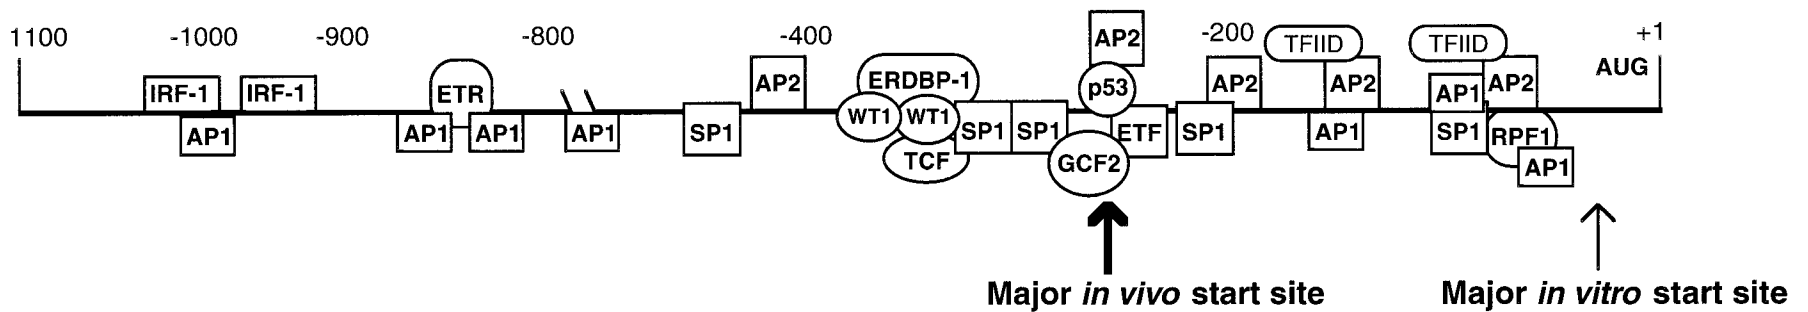 1100 -1000 -900 -800 -400 -200 +1
AP2
TFIID TFIID
AUG
IRF-1 IRF-1 ETR AP2 ERDBP-1 p53 AP2 AP2 AP1 AP2
WT1 WT1
AP1 AP1 AP1 AP1 SP1 SP1 SP1 ETF SP1 AP1 SP1 RPF1
TCF GCF2 AP1
Major in vivo start site Major in vitro start site